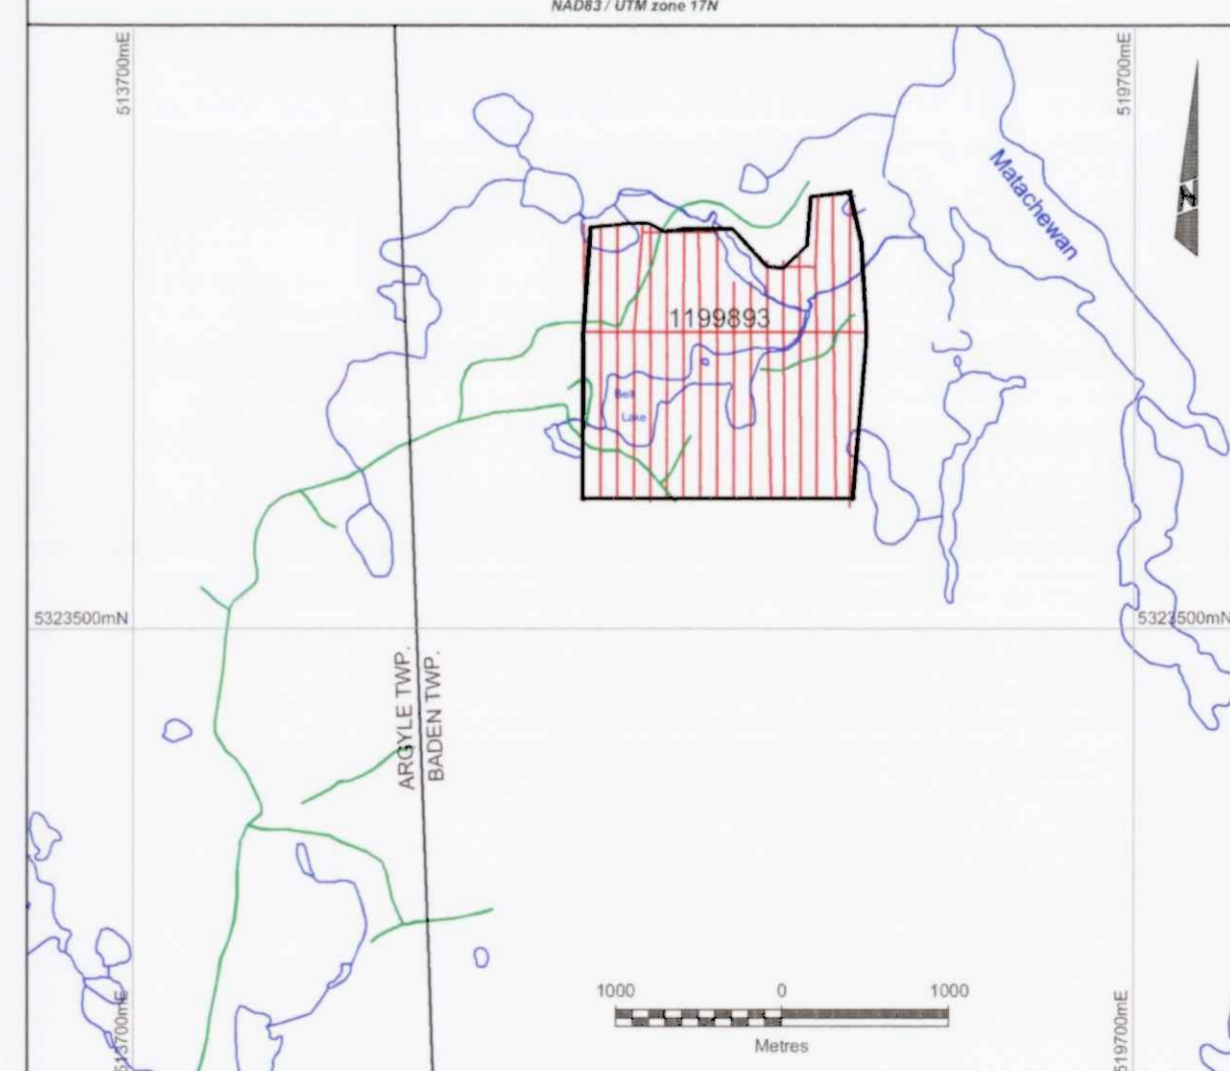 NAD83 / UTM zone 17N
513700mE
519700mE
N
Matachewan
1199893
Belt
Lake
5323500mN
5323500mN
ARGYLE TWP.
BADEN TWP.
513700mE
519700mE
1000 0 1000
Metres